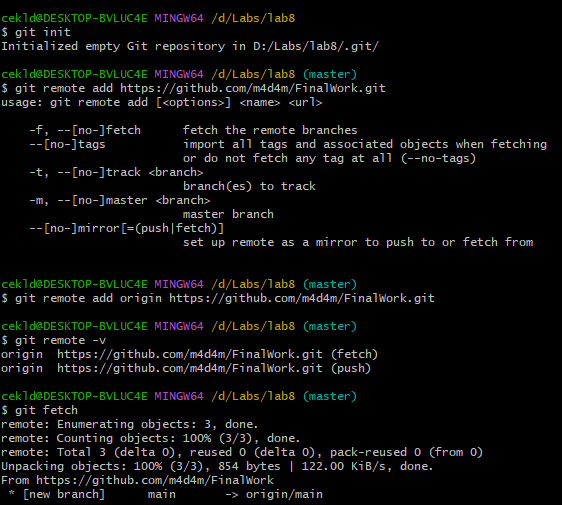 cekld@DESKTOP-BVLUC4E MINGW64 /d/Labs/lab8
$ git init
Initialized empty Git repository in D:/Labs/lab8/.git/

cekld@DESKTOP-BVLUC4E MINGW64 /d/Labs/lab8 (master)
$ git remote add https://github.com/m4d4m/FinalWork.git
usage: git remote add [<options>] <name> <url>

    -f, --[no-]fetch      fetch the remote branches
    --[no-]tags           import all tags and associated objects when fetching
                          or do not fetch any tag at all (--no-tags)
    -t, --[no-]track <branch>
                          branch(es) to track
    -m, --[no-]master <branch>
                          master branch
    --[no-]mirror[=(push|fetch)]
                          set up remote as a mirror to push to or fetch from

cekld@DESKTOP-BVLUC4E MINGW64 /d/Labs/lab8 (master)
$ git remote add origin https://github.com/m4d4m/FinalWork.git

cekld@DESKTOP-BVLUC4E MINGW64 /d/Labs/lab8 (master)
$ git remote -v
origin  https://github.com/m4d4m/FinalWork.git (fetch)
origin  https://github.com/m4d4m/FinalWork.git (push)

cekld@DESKTOP-BVLUC4E MINGW64 /d/Labs/lab8 (master)
$ git fetch
remote: Enumerating objects: 3, done.
remote: Counting objects: 100% (3/3), done.
remote: Total 3 (delta 0), reused 0 (delta 0), pack-reused 0 (from 0)
Unpacking objects: 100% (3/3), 854 bytes | 122.00 KiB/s, done.
From https://github.com/m4d4m/FinalWork
 * [new branch]      main       -> origin/main